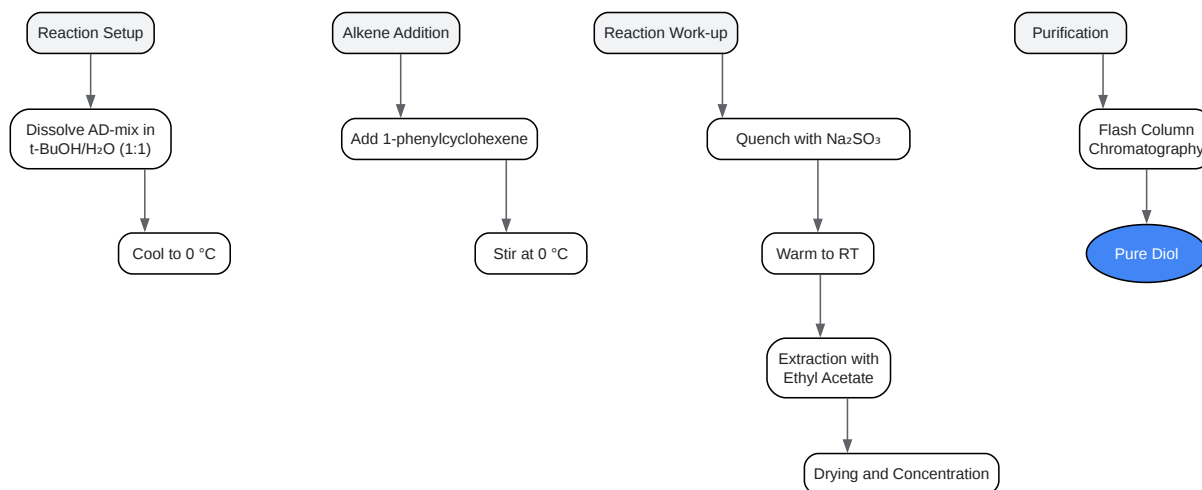 Reaction Setup
Dissolve AD-mix in
t-BuOH/H₂O (1:1)
Cool to 0 °C
Alkene Addition
Add 1-phenylcyclohexene
Stir at 0 °C
Reaction Work-up
Quench with Na₂SO₃
Warm to RT
Extraction with
Ethyl Acetate
Drying and Concentration
Purification
Flash Column
Chromatography
Pure Diol